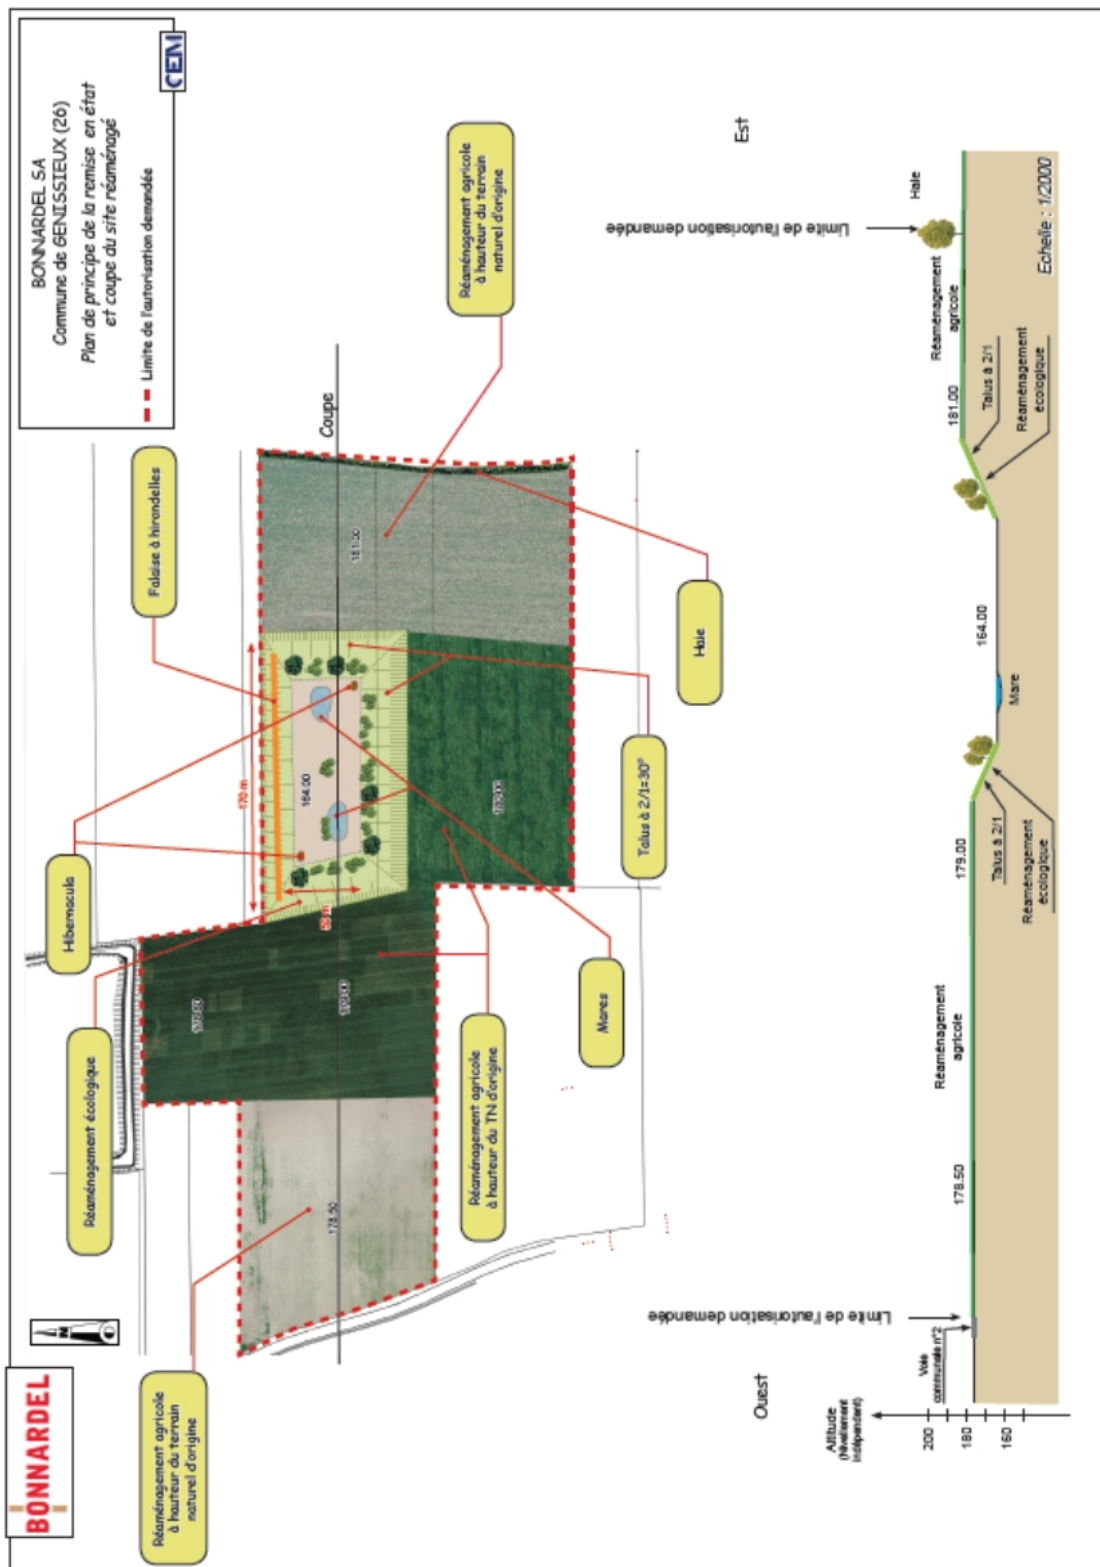 BONNARDEL
BONNARDEL SA
Commune de GENISSIEUX (26)
Plan de principe de la remise en état
et coupe du site réaménagé
Limite de l'autorisation demandée
CEM
N
Réaménagement agricole
à hauteur du terrain
naturel d'origine
Réaménagement écologique
Hibernacula
Falaise à hirondelles
Réaménagement agricole
à hauteur du terrain
naturel d'origine
Coupe
170 m
164.00
181.00
179.00
178.50
Réaménagement agricole
à hauteur du TN d'origine
Mares
Talus à 2/1=30°
Haie
Ouest
Est
Altitude
(Nivellement
indépendant)
200
180
160
Voie
communale n°2
Limite de l'autorisation demandée
178.50
Réaménagement
agricole
179.00
Talus à 2/1
Réaménagement
écologique
Mare
164.00
181.00
Talus à 2/1
Réaménagement
écologique
Réaménagement
agricole
Limite de l'autorisation demandée
Haie
Echelle : 1/2000